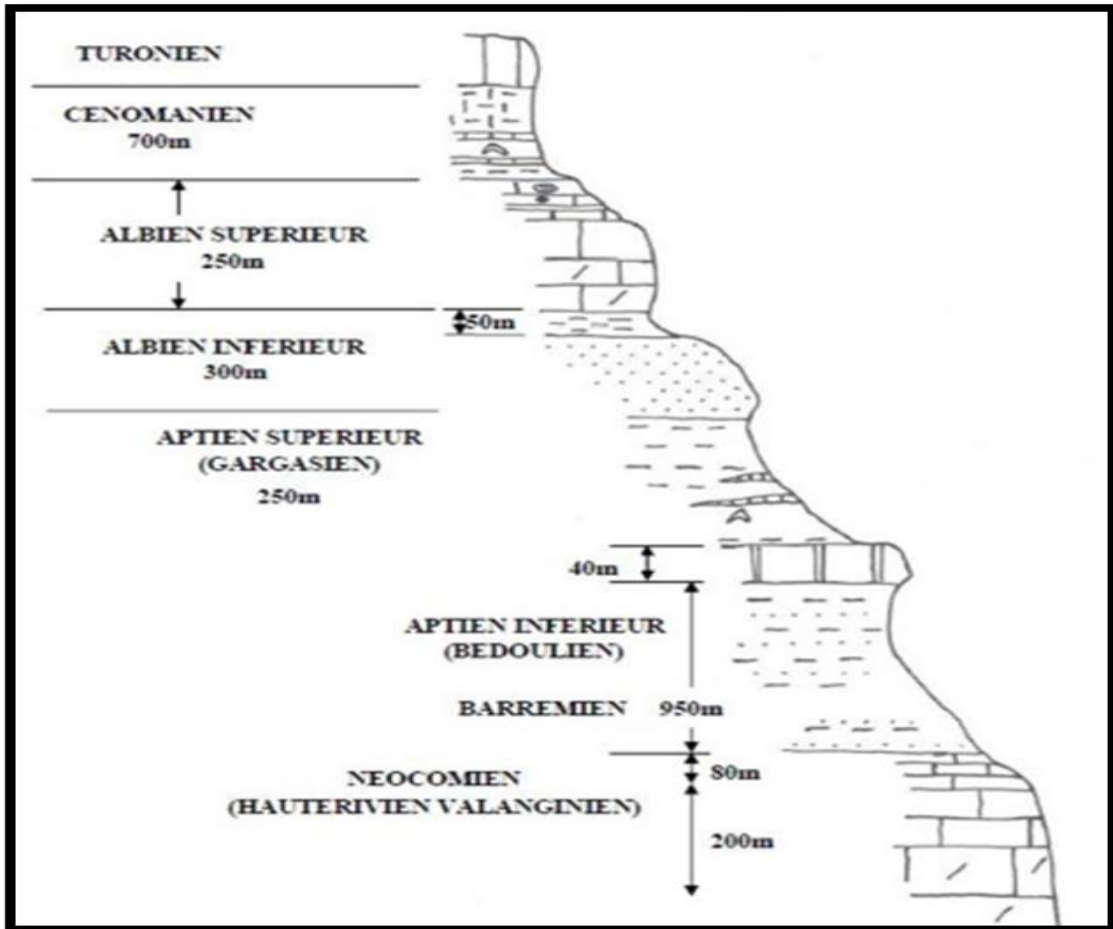 TURONIEN
CENOMANIEN
700m
ALBIEN SUPERIEUR
250m
50m
ALBIEN INFERIEUR
300m
APTIEN SUPERIEUR
(GARGASIEN)
250m
40m
APTIEN INFERIEUR
(BEDOULIEN)
BARREMIEN 950m
80m
NEOCOMIEN
(HAUTERIVIEN VALANGINIEN)
200m